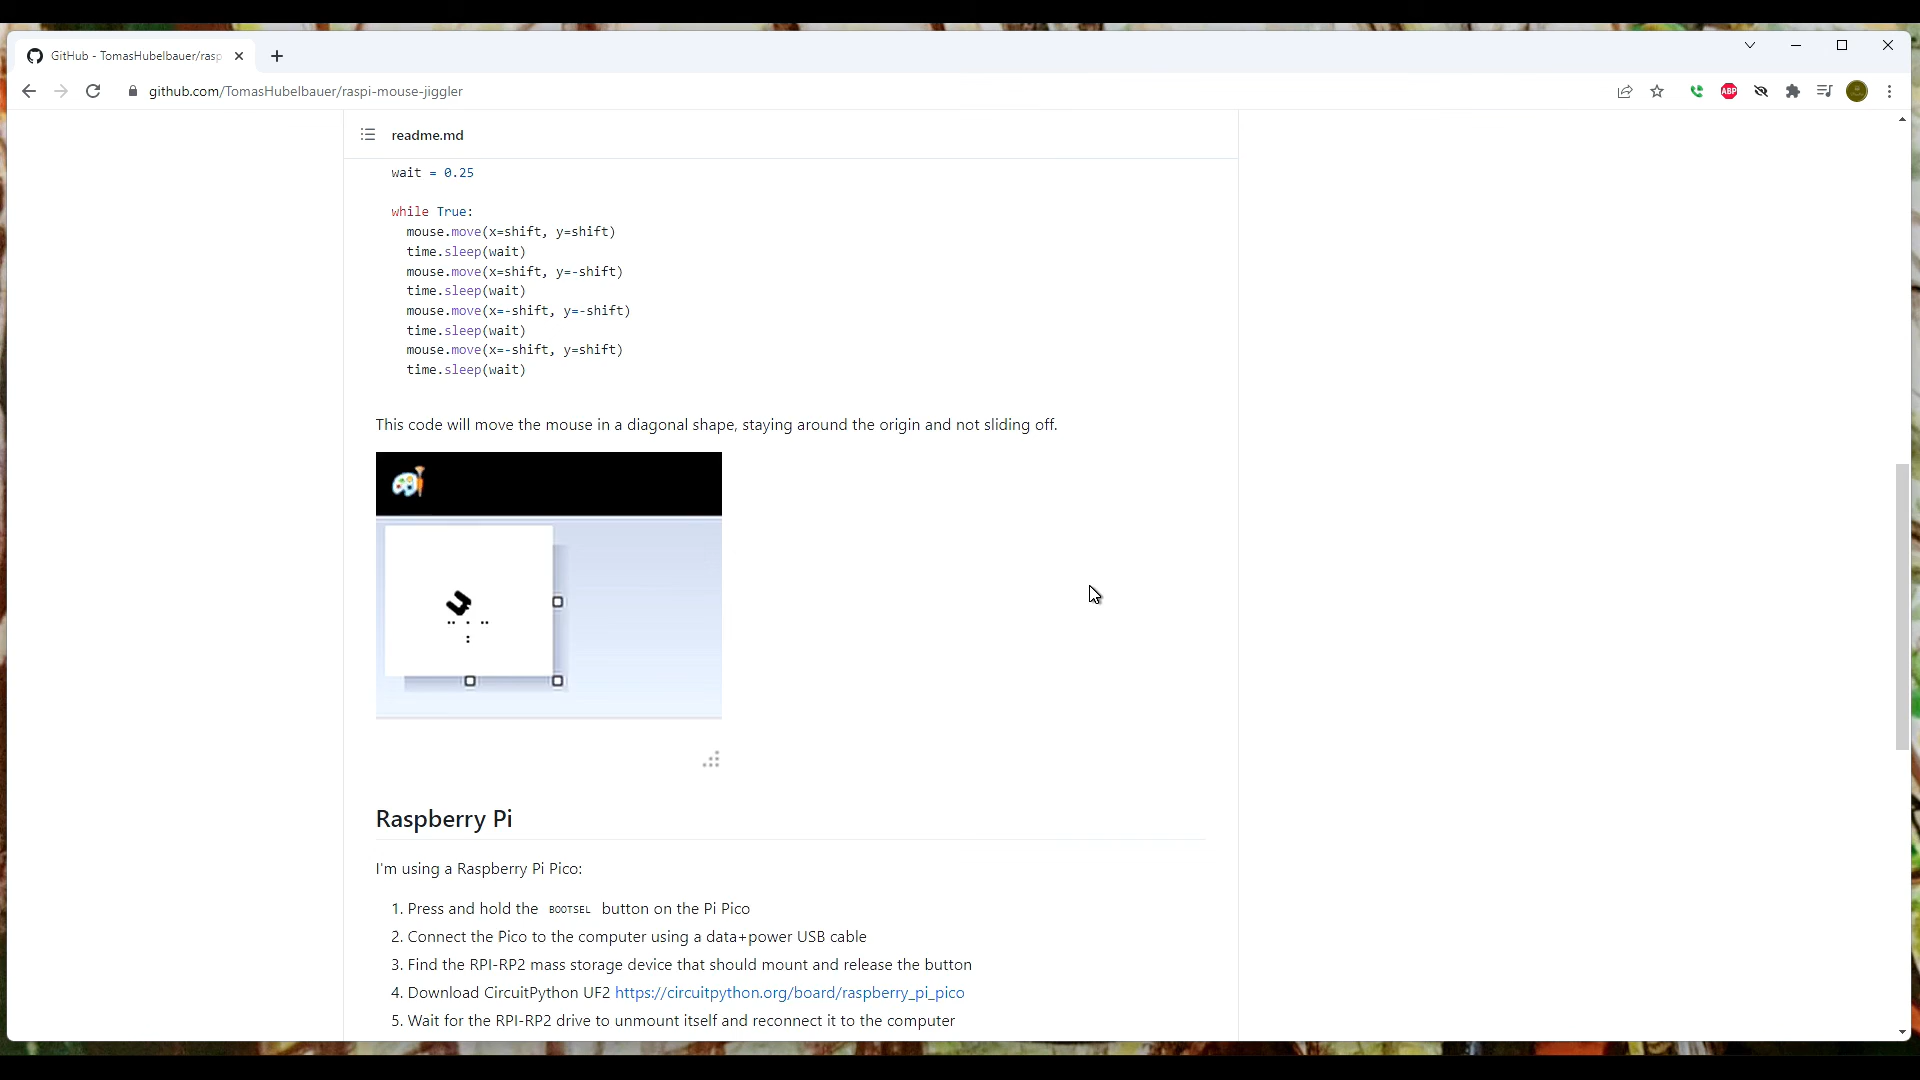 GitHub - TomasHubelbauer/rasp
github.com/TomasHubelbauer/raspi-mouse-jiggler
ABP
readme.md
wait = 0.25
while True:
mouse.move(x=shift, y=shift)
time.sleep(wait)
mouse.move(x=shift, y=-shift)
time.sleep(wait)
mouse.move(x=-shift, y=-shift)
time.sleep(wait)
mouse.move(x=-shift, y=shift)
time.sleep(wait)
This code will move the mouse in a diagonal shape, staying around the origin and not sliding off.
Raspberry Pi
I'm using a Raspberry Pi Pico:
1. Press and hold the BOOTSEL button on the Pi Pico
2. Connect the Pico to the computer using a data+power USB cable
3. Find the RPI-RP2 mass storage device that should mount and release the button
4. Download CircuitPython UF2 https://circuitpython.org/board/raspberry_pi_pico
5. Wait for the RPI-RP2 drive to unmount itself and reconnect it to the computer